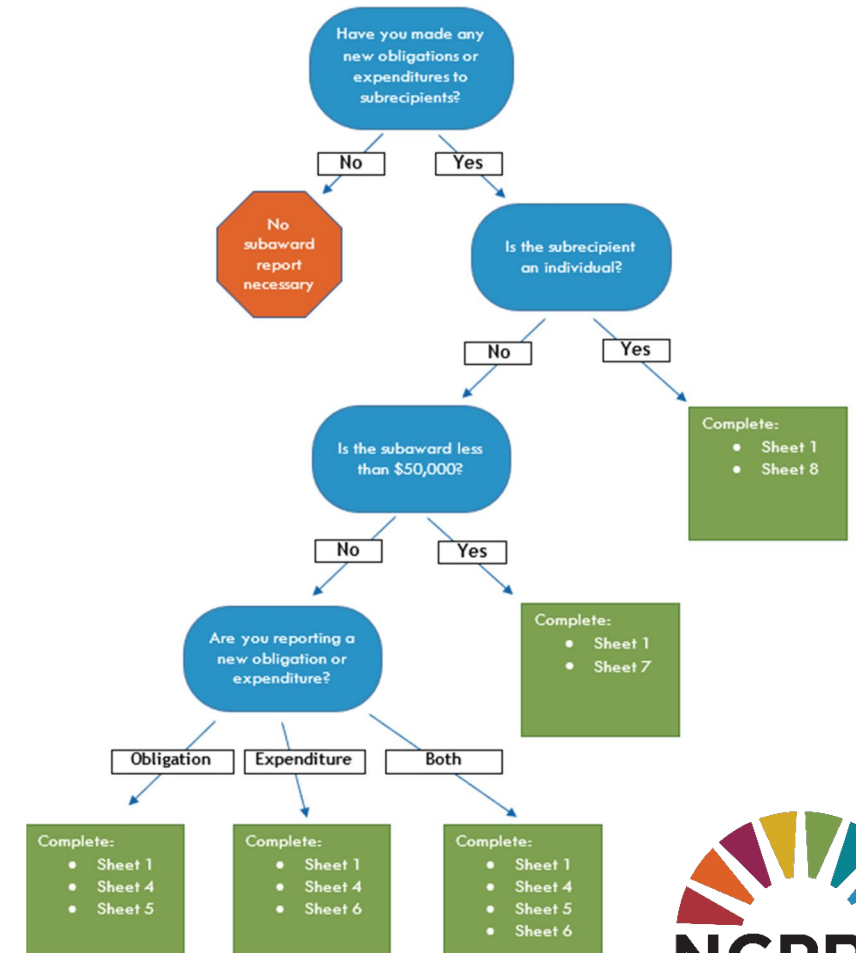 Have you made any
new obligations or
expenditures to
subrecipients?
No
Yes
No
subaward
report
necessary
Is the subrecipient
an individual?
No
Yes
Complete:
• Sheet 1
• Sheet 8
Is the subaward less
than $50,000?
No
Yes
Complete:
• Sheet 1
• Sheet 7
Are you reporting a
new obligation or
expenditure?
Obligation
Expenditure
Both
Complete:
• Sheet 1
• Sheet 4
• Sheet 5
Complete:
• Sheet 1
• Sheet 4
• Sheet 6
Complete:
• Sheet 1
• Sheet 4
• Sheet 5
• Sheet 6